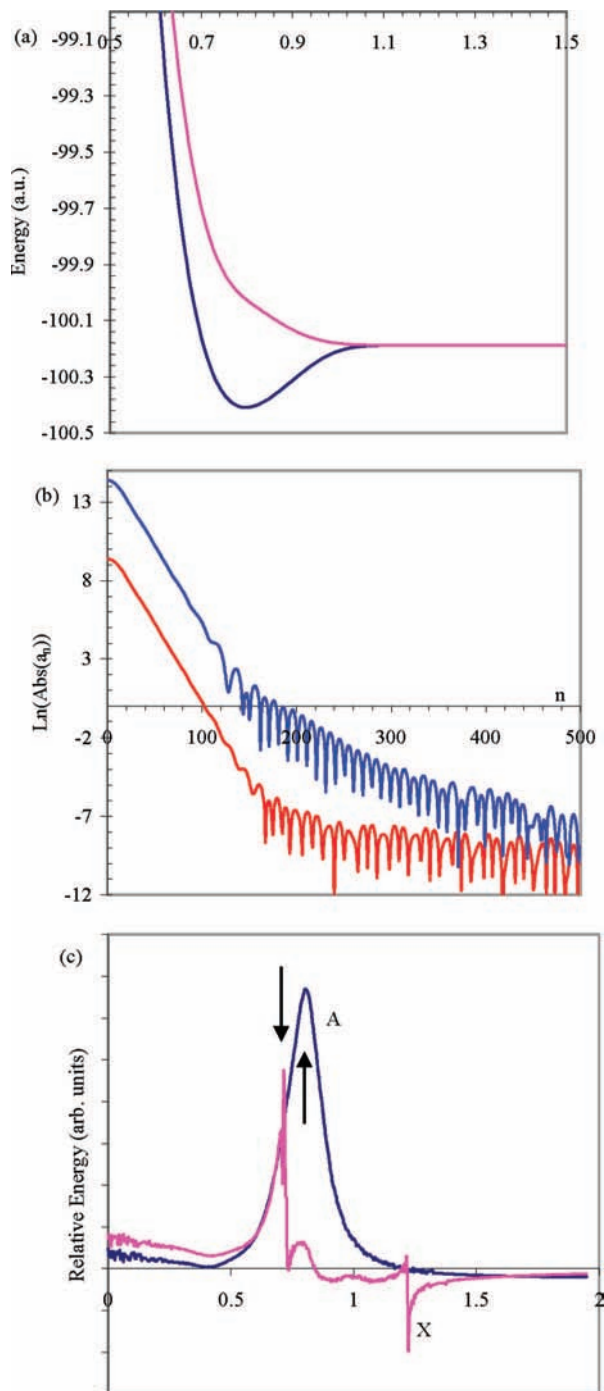 (a)
-99.1
0.5 0.7 0.9 1.1 1.3 1.5
-99.3
-99.5
-99.7
-99.9
-100.1
-100.3
-100.5
Energy (a.u.)
(b)
13
8
3
-2
-7
-12
Ln(Abs(aₙ))
n
0 100 200 300 400 500
(c)
A
X
Relative Energy (arb. units)
0 0.5 1 1.5 2